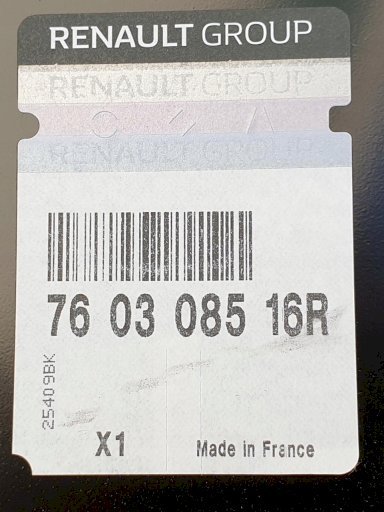 RENAULT GROUP
RENAULT GROUP
RENAULT GROUP
76 03 085 16R
25409BK
X1
Made in France